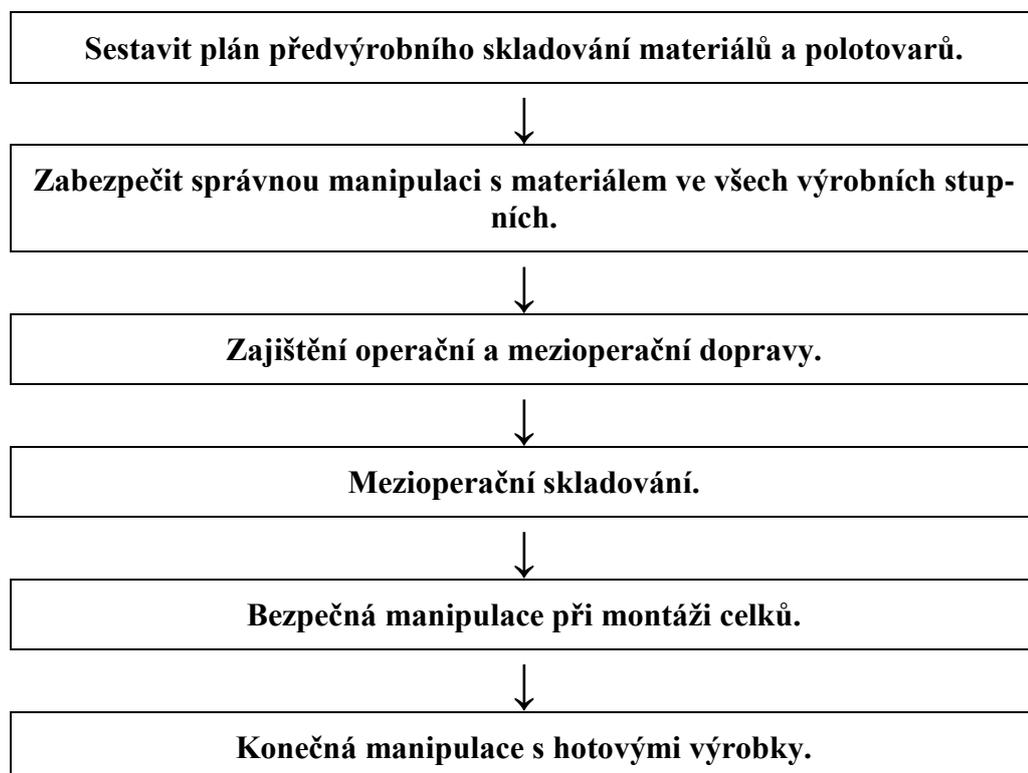 Sestavit plán předvýrobního skladování materiálů a polotovarů.
↓
Zabezpečit správnou manipulaci s materiálem ve všech výrobních stup-
ních.
↓
Zajištění operační a mezioperační dopravy.
↓
Mezioperační skladování.
↓
Bezpečná manipulace při montáži celků.
↓
Konečná manipulace s hotovými výrobky.